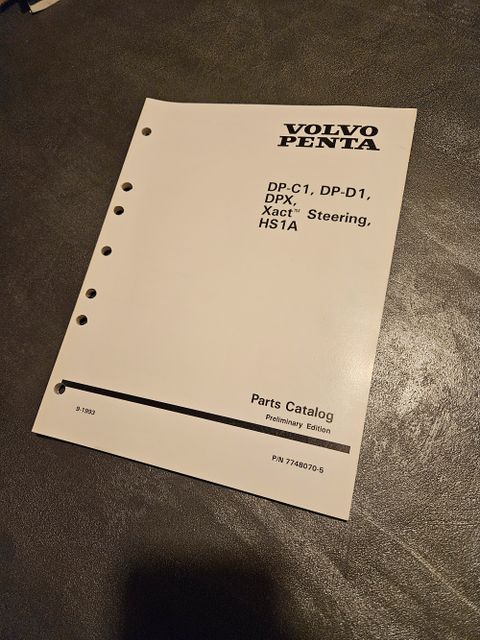 VOLVO
PENTA
DP-C1, DP-D1,
DPX,
Xact™ Steering,
HS1A
Parts Catalog
Preliminary Edition
9-1993
P/N 7748070-5